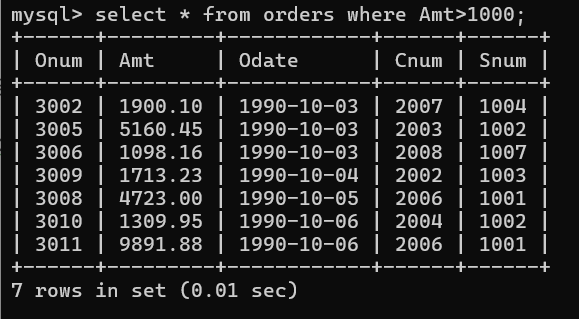 mysql> select * from orders where Amt>1000;
+------+---------+------------+------+------+
| Onum | Amt     | Odate      | Cnum | Snum |
+------+---------+------------+------+------+
| 3002 | 1900.10 | 1990-10-03 | 2007 | 1004 |
| 3005 | 5160.45 | 1990-10-03 | 2003 | 1002 |
| 3006 | 1098.16 | 1990-10-03 | 2008 | 1007 |
| 3009 | 1713.23 | 1990-10-04 | 2002 | 1003 |
| 3008 | 4723.00 | 1990-10-05 | 2006 | 1001 |
| 3010 | 1309.95 | 1990-10-06 | 2004 | 1002 |
| 3011 | 9891.88 | 1990-10-06 | 2006 | 1001 |
+------+---------+------------+------+------+
7 rows in set (0.01 sec)